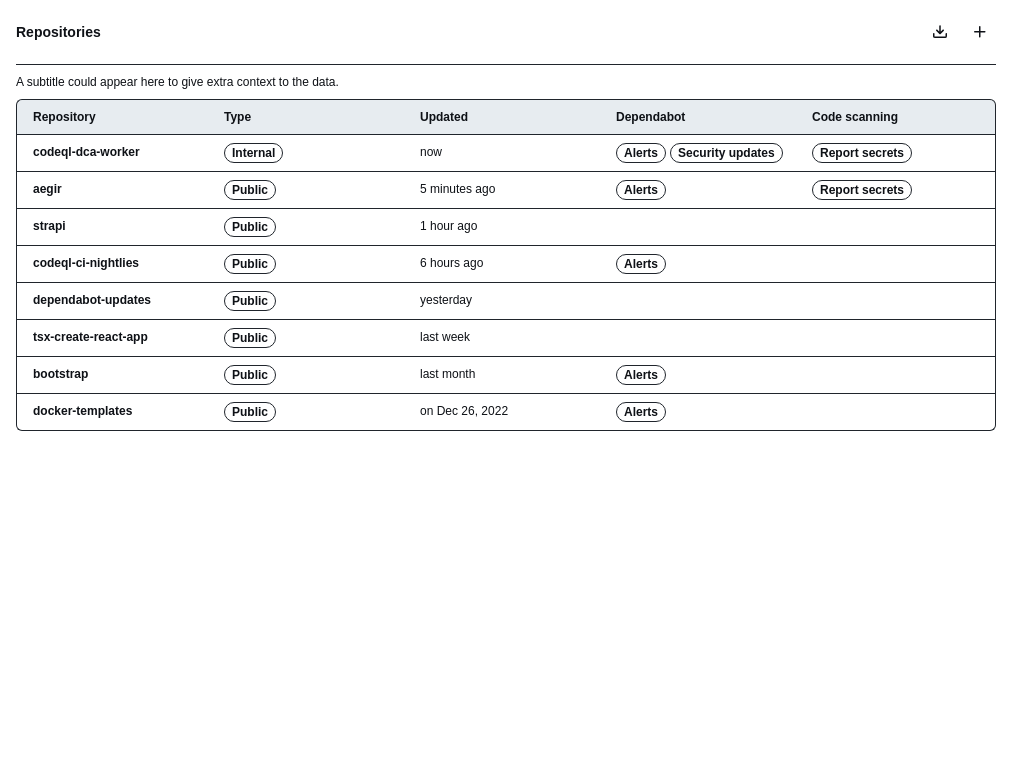 Repositories
A subtitle could appear here to give extra context to the data.
Repository Type Updated Dependabot Code scanning
codeql-dca-worker Internal now Alerts Security updates Report secrets
aegir Public 5 minutes ago Alerts Report secrets
strapi Public 1 hour ago
codeql-ci-nightlies Public 6 hours ago Alerts
dependabot-updates Public yesterday
tsx-create-react-app Public last week
bootstrap Public last month Alerts
docker-templates Public on Dec 26, 2022 Alerts